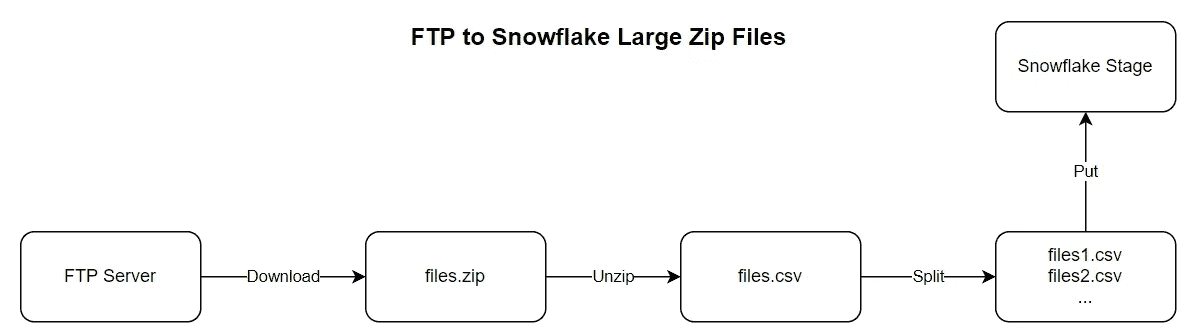 FTP to Snowflake Large Zip Files
Snowflake Stage
Put
FTP Server
Download
files.zip
Unzip
files.csv
Split
files1.csv
files2.csv
...